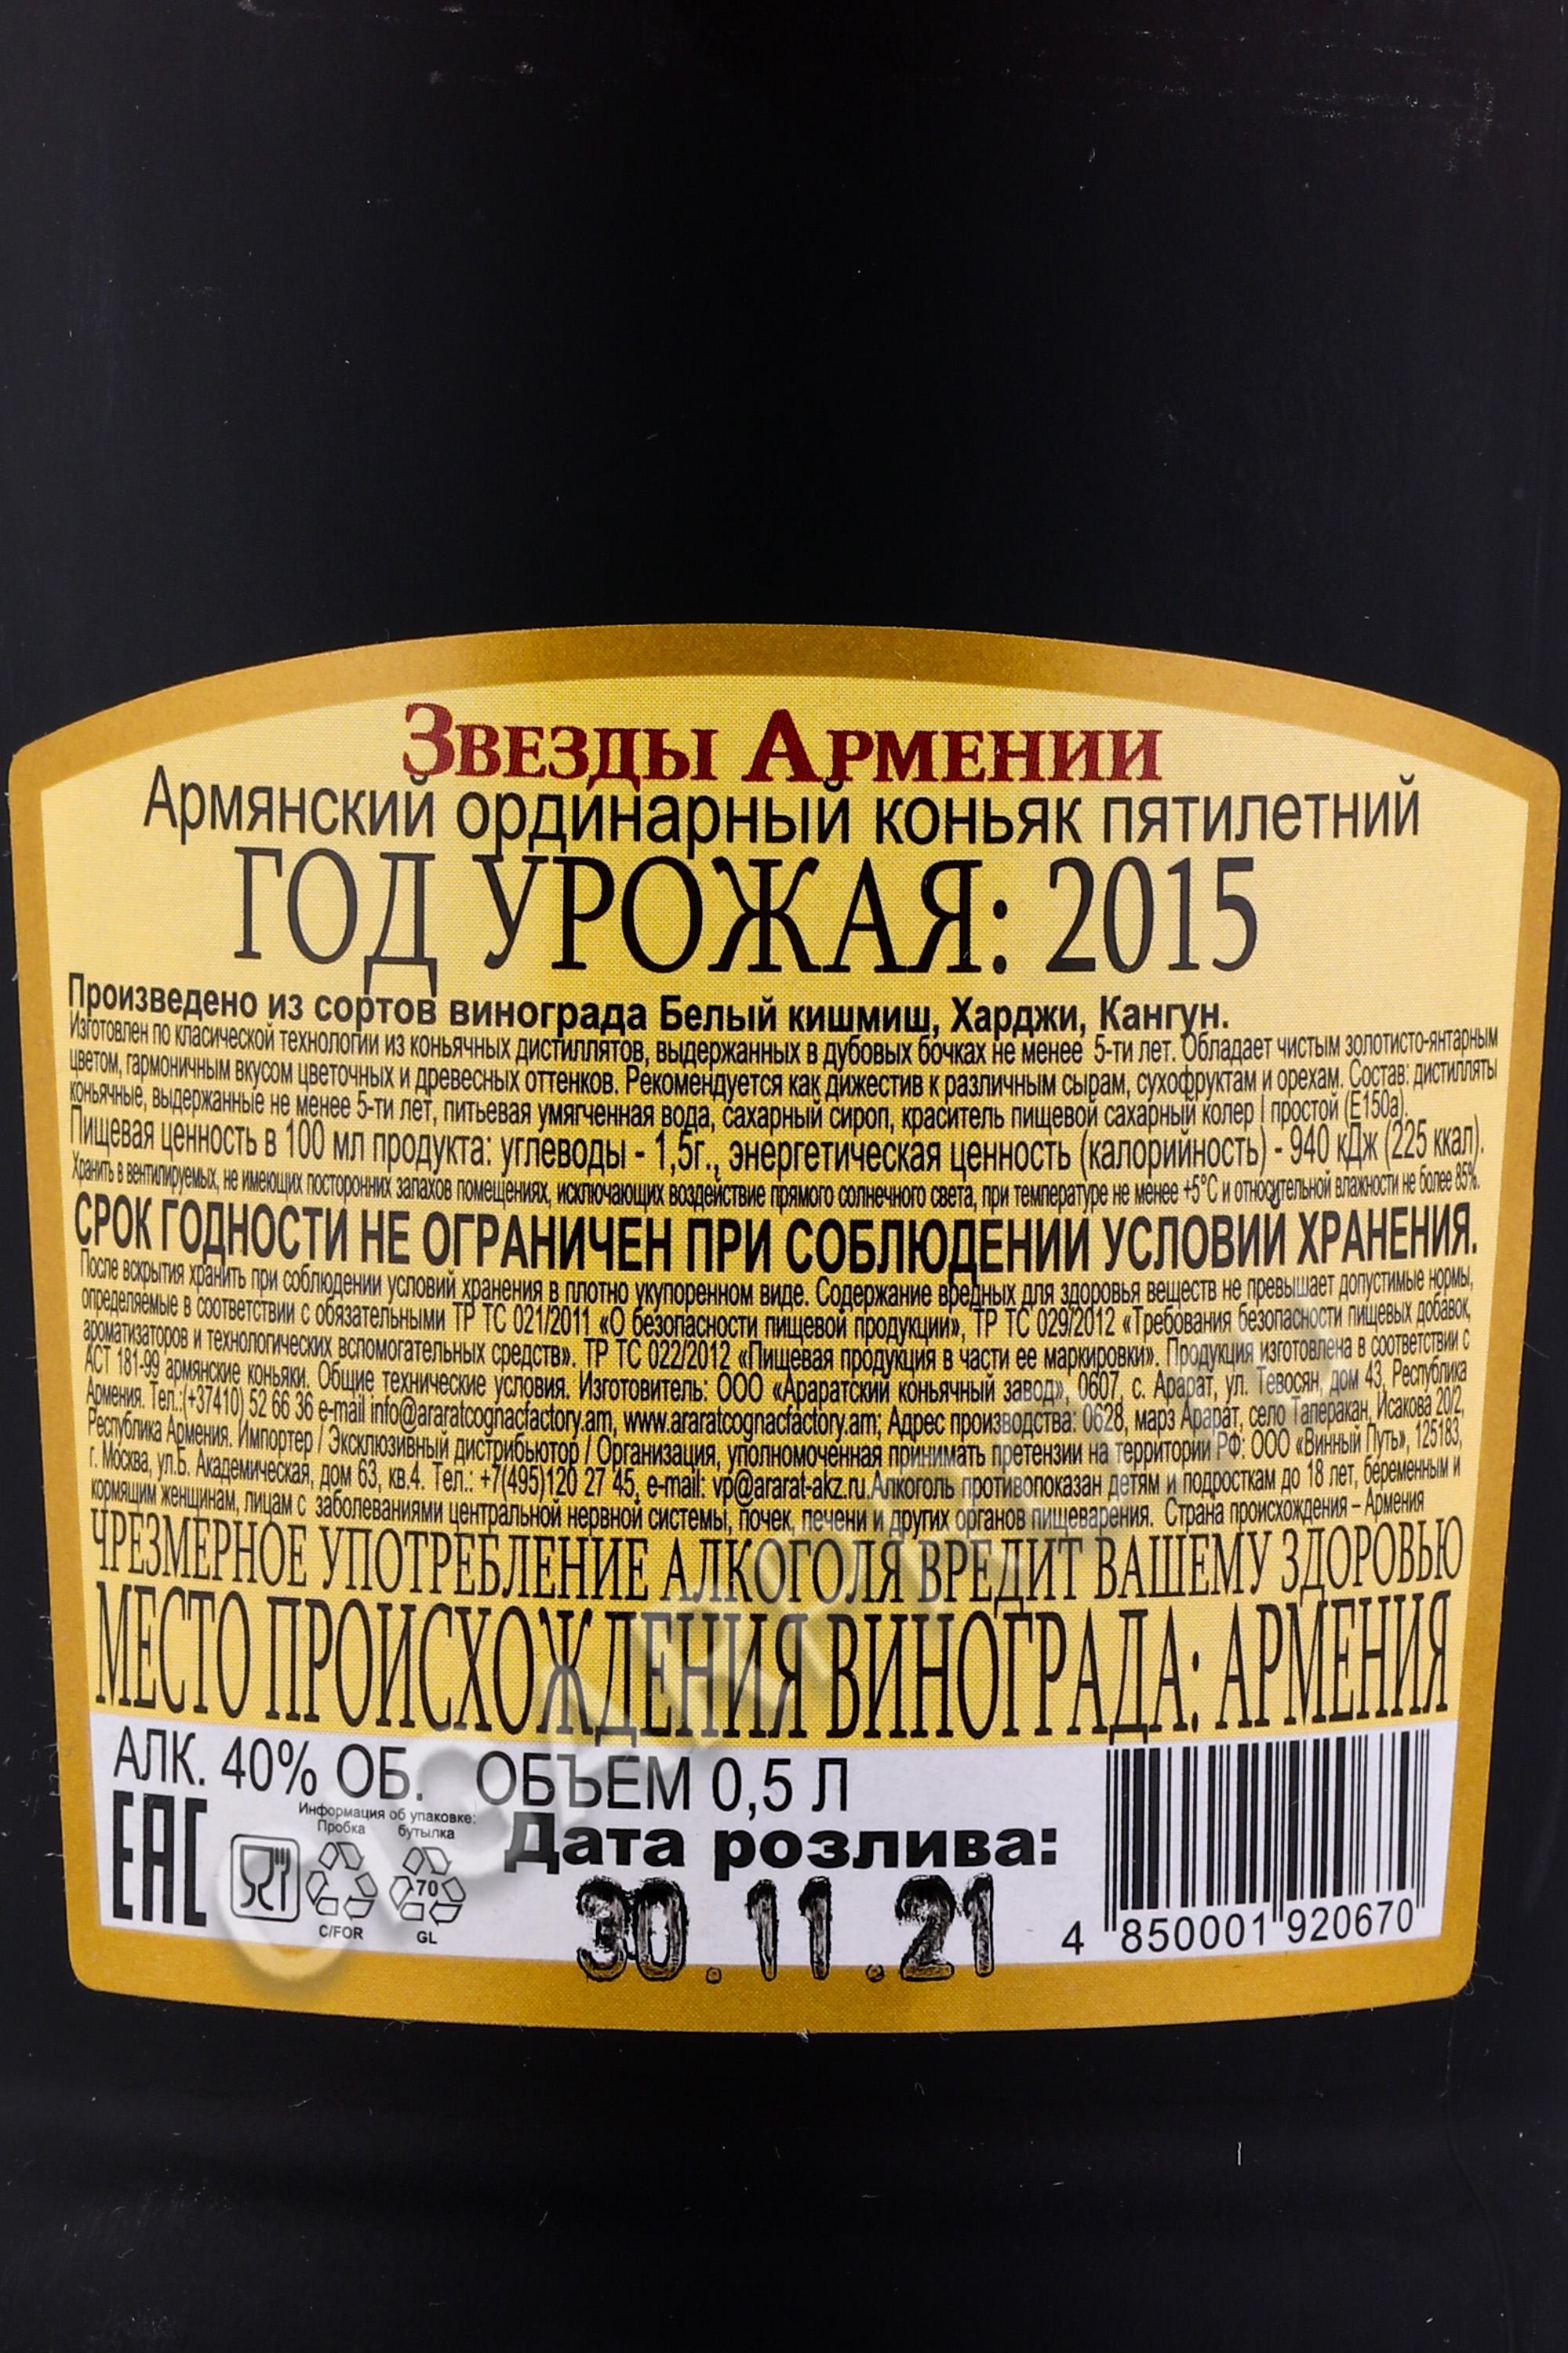 Звезды Армении
Армянский ординарный коньяк пятилетний
ГОД УРОЖАЯ: 2015
Произведено из сортов винограда Белый кишмиш, Харджи, Кангун.
Изготовлен по класической технологии из коньячных дистиллятов, выдержанных в дубовых бочках не менее 5-ти лет. Обладает чистым золотисто-янтарным
цветом, гармоничным вкусом цветочных и древесных оттенков. Рекомендуется как дижестив к различным сырам, сухофруктам и орехам. Состав: дистилляты
коньячные, выдержанные не менее 5-ти лет, питьевая умягченная вода, сахарный сироп, краситель пищевой сахарный колер I простой (Е150а).
Пищевая ценность в 100 мл продукта: углеводы - 1,5г., энергетическая ценность (калорийность) - 940 кДж (225 ккал).
Хранить в вентилируемых, не имеющих посторонних запахов помещениях, исключающих воздействие прямого солнечного света, при температуре не менее +5°С и относительной влажности не более 85%.
СРОК ГОДНОСТИ НЕ ОГРАНИЧЕН ПРИ СОБЛЮДЕНИИ УСЛОВИЙ ХРАНЕНИЯ.
После вскрытия хранить при соблюдении условий хранения в плотно укупоренном виде. Содержание вредных для здоровья веществ не превышает допустимые нормы,
определяемые в соответствии с обязательными ТР ТС 021/2011 «О безопасности пищевой продукции», ТР ТС 029/2012 «Требования безопасности пищевых добавок,
ароматизаторов и технологических вспомогательных средств». ТР ТС 022/2012 «Пищевая продукция в части ее маркировки». Продукция изготовлена в соответствии с
АСТ 181-99 армянские коньяки. Общие технические условия. Изготовитель: ООО «Араратский коньячный завод», 0607, с. Арарат, ул. Тевосян, дом 43, Республика
Армения. Тел.:(+37410) 52 66 36 e-mail info@araratcognacfactory.am, www.araratcognacfactory.am; Адрес производства: 0628, марз Арарат, село Таперакан, Исакова 20/2,
Республика Армения. Импортер / Эксклюзивный дистрибьютор / Организация, уполномоченная принимать претензии на территории РФ: ООО «Винный Путь», 125183,
г. Москва, ул.Б. Академическая, дом 63, кв.4. Тел.: +7(495)120 27 45, e-mail: vp@ararat-akz.ru.Алкоголь противопоказан детям и подросткам до 18 лет, беременным и
кормящим женщинам, лицам с заболеваниями центральной нервной системы, почек, печени и других органов пищеварения. Страна происхождения – Армения
ЧРЕЗМЕРНОЕ УПОТРЕБЛЕНИЕ АЛКОГОЛЯ ВРЕДИТ ВАШЕМУ ЗДОРОВЬЮ
МЕСТО ПРОИСХОЖДЕНИЯ ВИНОГРАДА: АРМЕНИЯ
АЛК. 40% ОБ. ОБЪЕМ 0,5 Л
EAC
Информация об упаковке:
Пробка бутылка
70
C/FOR GL
Дата розлива:
30.11.21
4 850001 920670